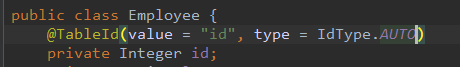 public class Employee {
@TableId(value = "id", type = IdType.AUTO)
private Integer id;